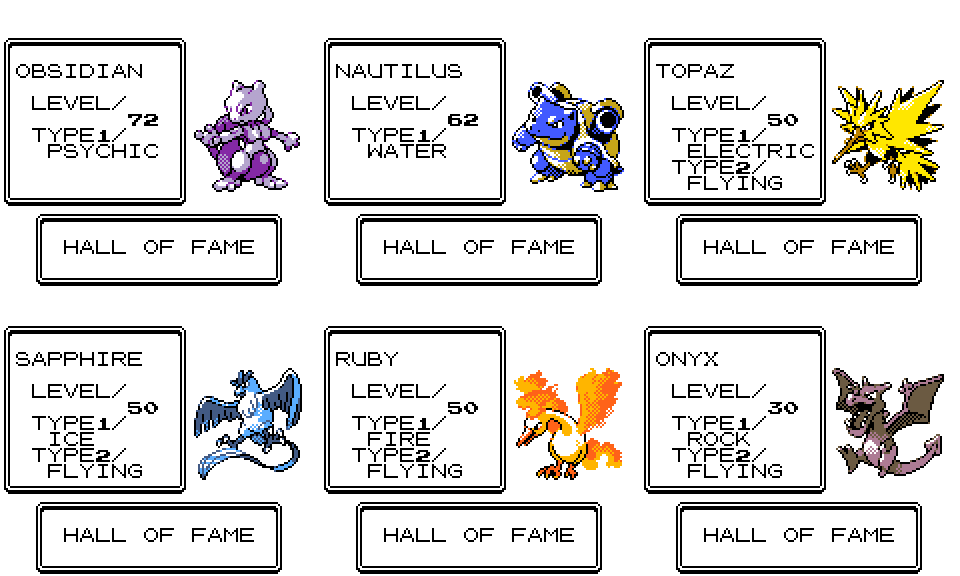 OBSIDIAN
LEVEL/
72
TYPE1/
PSYCHIC
HALL OF FAME
NAUTILUS
LEVEL/
62
TYPE1/
WATER
HALL OF FAME
TOPAZ
LEVEL/
50
TYPE1/
ELECTRIC
TYPE2/
FLYING
HALL OF FAME
SAPPHIRE
LEVEL/
50
TYPE1/
ICE
TYPE2/
FLYING
HALL OF FAME
RUBY
LEVEL/
50
TYPE1/
FIRE
TYPE2/
FLYING
HALL OF FAME
ONYX
LEVEL/
30
TYPE1/
ROCK
TYPE2/
FLYING
HALL OF FAME